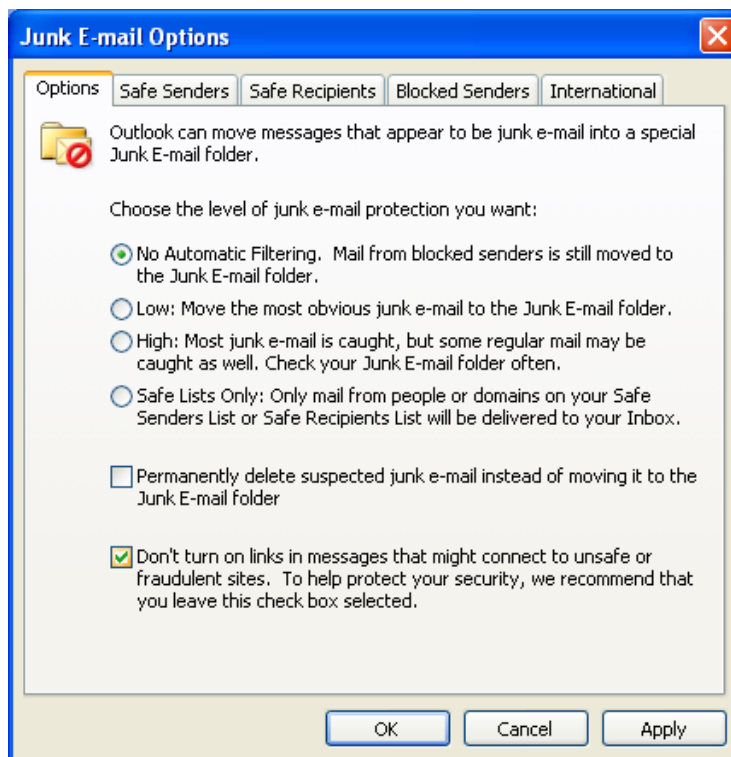 Junk E-mail Options
Options Safe Senders Safe Recipients Blocked Senders International
Outlook can move messages that appear to be junk e-mail into a special
Junk E-mail folder.
Choose the level of junk e-mail protection you want:
No Automatic Filtering.  Mail from blocked senders is still moved to
the Junk E-mail folder.
Low: Move the most obvious junk e-mail to the Junk E-mail folder.
High: Most junk e-mail is caught, but some regular mail may be
caught as well. Check your Junk E-mail folder often.
Safe Lists Only: Only mail from people or domains on your Safe
Senders List or Safe Recipients List will be delivered to your Inbox.
Permanently delete suspected junk e-mail instead of moving it to the
Junk E-mail folder
Don't turn on links in messages that might connect to unsafe or
fraudulent sites.  To help protect your security, we recommend that
you leave this check box selected.
OK Cancel Apply